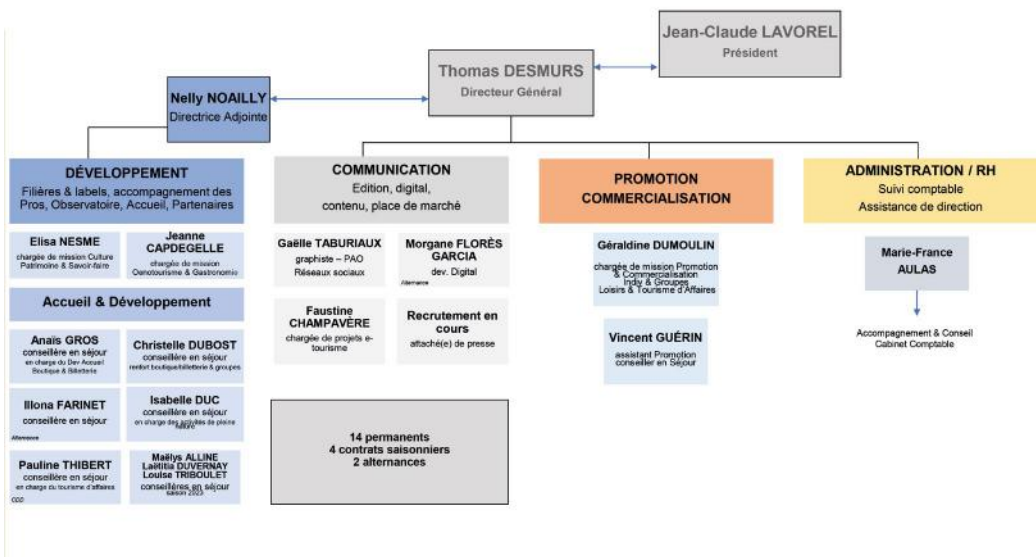 Jean-Claude LAVOREL
Président
Thomas DESMURS
Directeur Général
Nelly NOAILLY
Directrice Adjointe
DÉVELOPPEMENT
Filières & labels, accompagnement des
Pros, Observatoire, Accueil, Partenaires
COMMUNICATION
Edition, digital,
contenu, place de marché
PROMOTION
COMMERCIALISATION
ADMINISTRATION / RH
Suivi comptable
Assistance de direction
Elisa NESME
chargée de mission Culture
Patrimoine & Savoir-faire
Jeanne
CAPDEGELLE
chargée de mission
Oenotourisme & Gastronomie
Accueil & Développement
Anaïs GROS
conseillère en séjour
en charge du Dev Accueil
Boutique & Billetterie
Christelle DUBOST
conseillère en séjour
renfort boutique/billetterie & groupes
Illona FARINET
conseillère en séjour
Alternance
Isabelle DUC
conseillère en séjour
en charge des activités de pleine
nature
Pauline THIBERT
conseillère en séjour
en charge du tourisme d'affaires
CDD
Maëlys ALLINE
Laëtitia DUVERNAY
Louise TRIBOULET
conseillères en séjour
saison 2023
Gaëlle TABURIAUX
graphiste – PAO
Réseaux sociaux
Morgane FLORÈS
GARCIA
dev. Digital
Alternance
Faustine
CHAMPAVÈRE
chargée de projets e-
tourisme
Recrutement en
cours
attaché(e) de presse
14 permanents
4 contrats saisonniers
2 alternances
Géraldine DUMOULIN
chargée de mission Promotion
& Commercialisation
Indiv & Groupes
Loisirs & Tourisme d'Affaires
Vincent GUÉRIN
assistant Promotion
conseiller en Séjour
Marie-France
AULAS
Accompagnement & Conseil
Cabinet Comptable